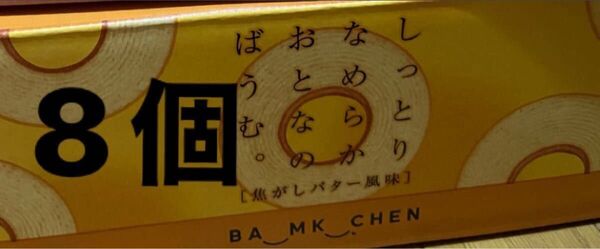 8個
しっとり
なめらか
おとなの
ばうむ。
[焦がしバター風味]
BA‿MK‿CHEN